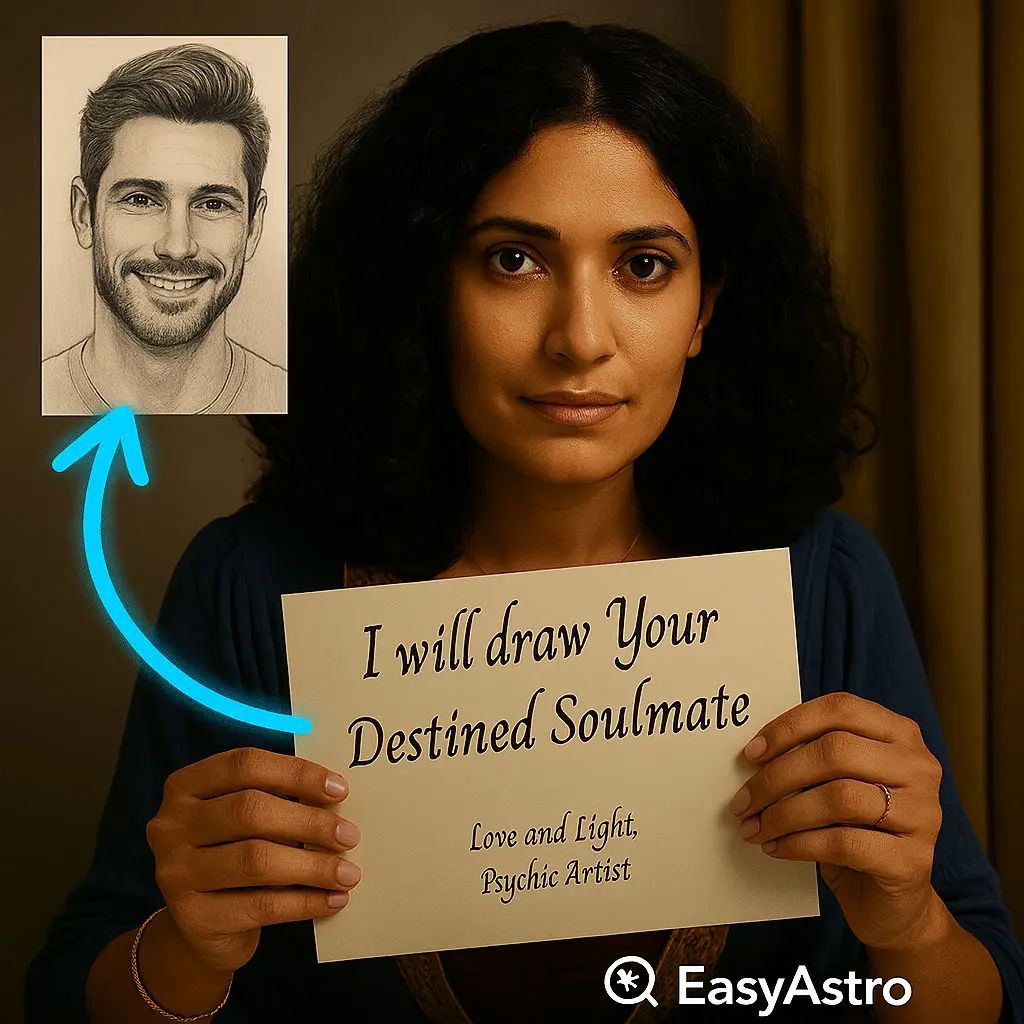 I will draw Your
Destined Soulmate
Love and Light,
Psychic Artist
EasyAstro